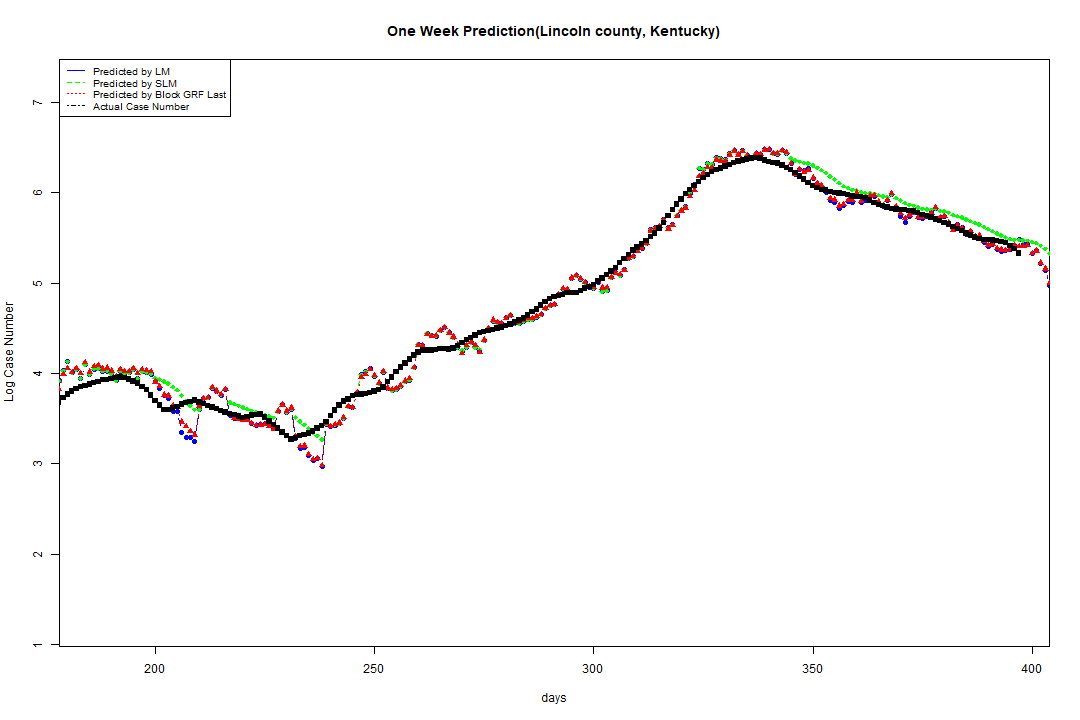 One Week Prediction(Lincoln county, Kentucky)
Predicted by LM
Predicted by SLM
Predicted by Block GRF Last
Actual Case Number
7
6
5
4
3
2
1
Log Case Number
200 250 300 350 400
days